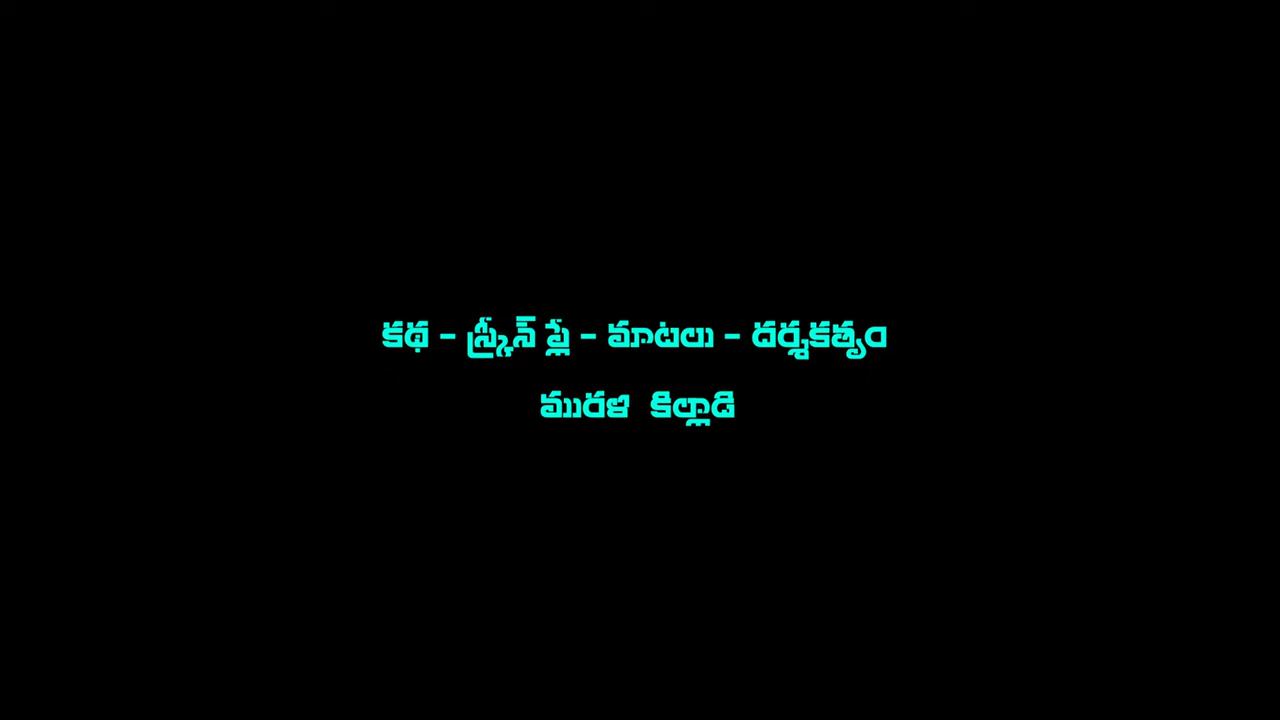 కథ - స్క్రీన్ ప్లే - మాటలు - దర్శకత్వం
మురళి కిల్లాడి